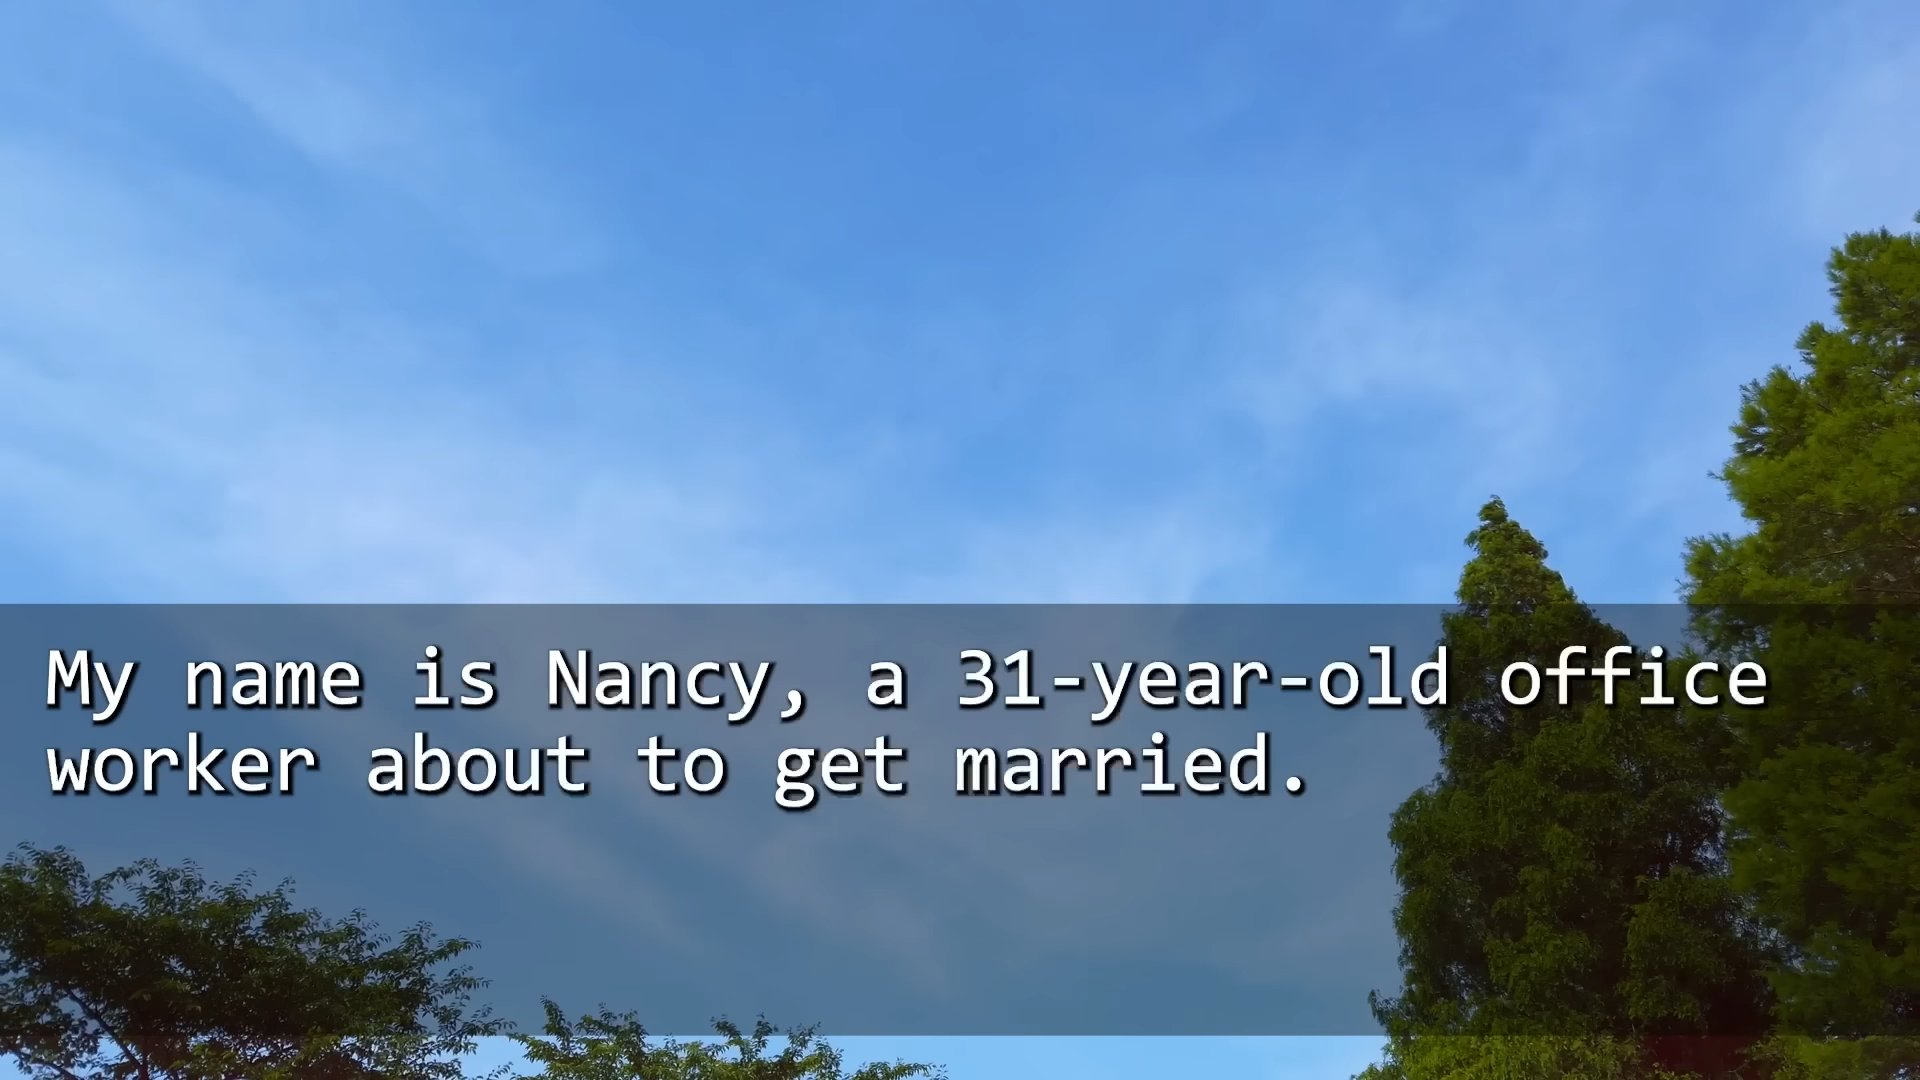 My name is Nancy, a 31-year-old office
worker about to get married.